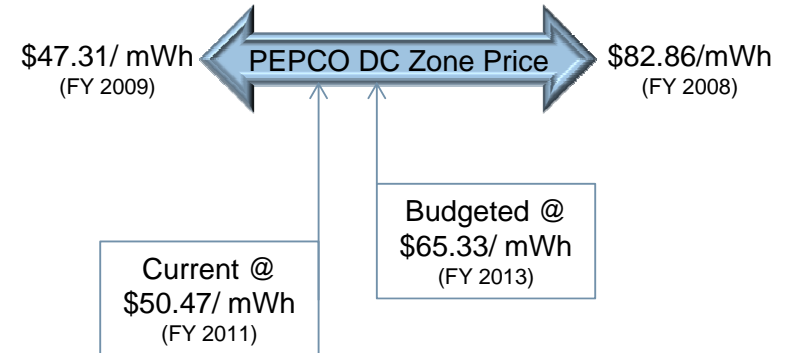 $47.31/ mWh
(FY 2009)
PEPCO DC Zone Price
$82.86/mWh
(FY 2008)
Budgeted @
$65.33/ mWh
(FY 2013)
Current @
$50.47/ mWh
(FY 2011)